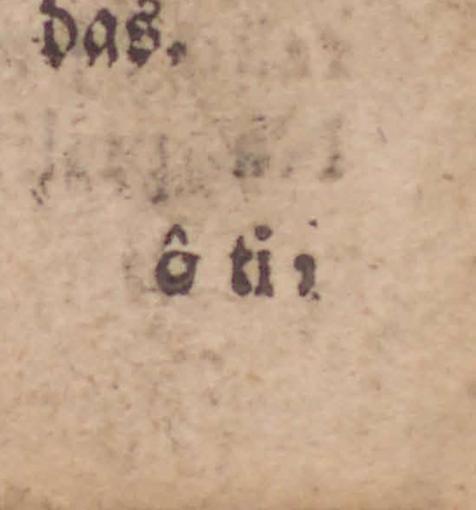 das.
ô ti,